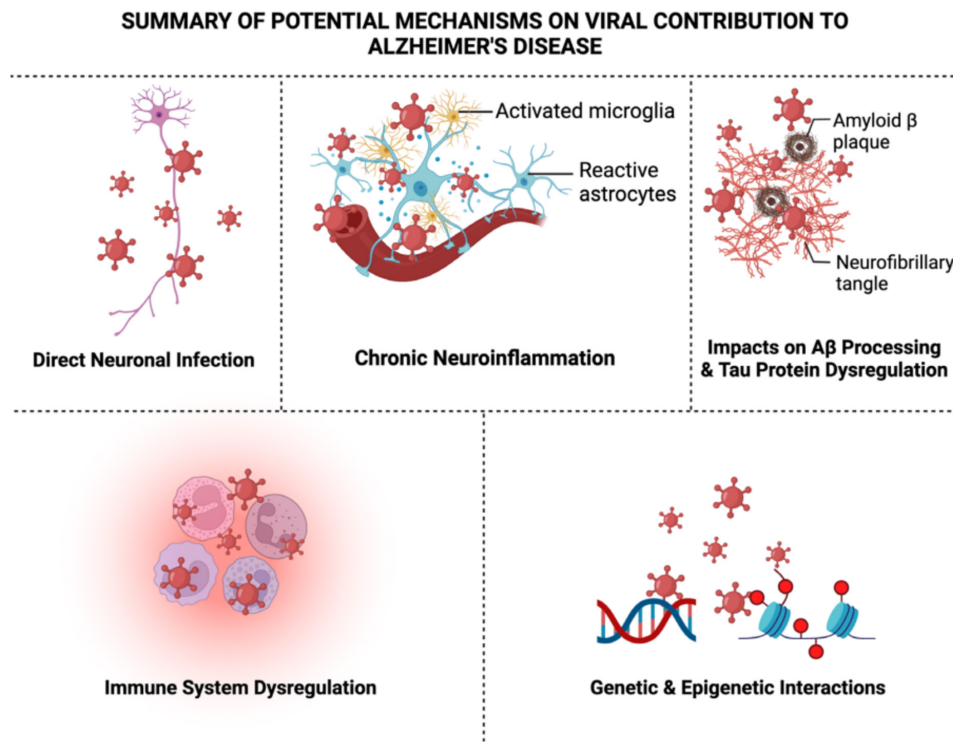 SUMMARY OF POTENTIAL MECHANISMS ON VIRAL CONTRIBUTION TO
ALZHEIMER'S DISEASE
Activated microglia
Reactive
astrocytes
Amyloid β
plaque
Neurofibrillary
tangle
Direct Neuronal Infection
Chronic Neuroinflammation
Impacts on Aβ Processing
& Tau Protein Dysregulation
Immune System Dysregulation
Genetic & Epigenetic Interactions